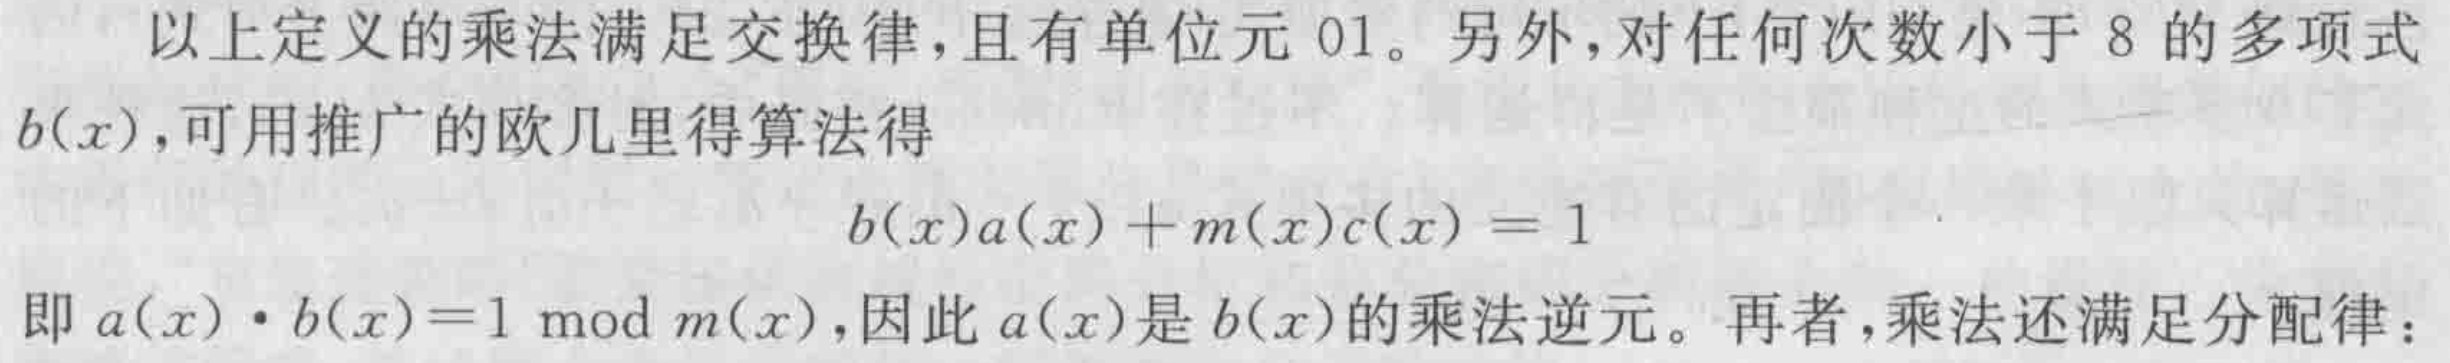 以上定义的乘法满足交换律,且有单位元 01。另外,对任何次数小于 8 的多项式
b(x),可用推广的欧几里得算法得
b(x)a(x)+m(x)c(x)=1
即 a(x)·b(x)=1 mod m(x),因此 a(x)是 b(x)的乘法逆元。再者,乘法还满足分配律: